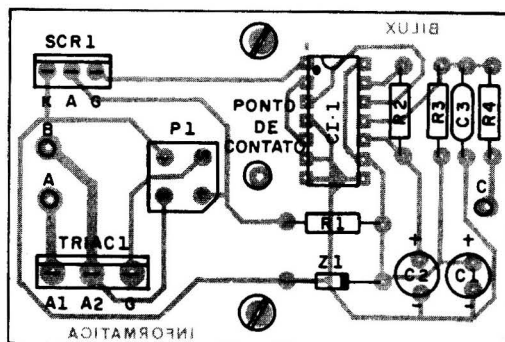 SCR1
BILUX
K A G
B
P1
PONTO
DE
CONTATO
CI-1
R2
R3
C3
R4
A
C
TRIAC1
R1
+
+
Z1
C2
C1
A1 A2 G
-
-
INFORMATICA